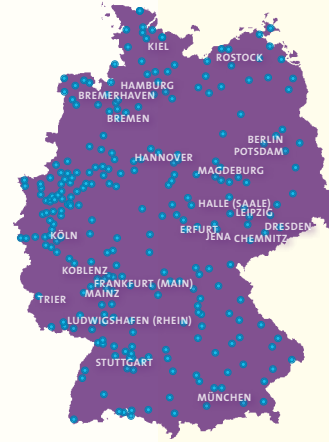 KIEL
ROSTOCK
HAMBURG
BREMERHAVEN
BREMEN
BERLIN
POTSDAM
HANNOVER
MAGDEBURG
HALLE (SAALE)
LEIPZIG
DRESDEN
ERFURT
JENA
CHEMNITZ
KÖLN
KOBLENZ
FRANKFURT (MAIN)
MAINZ
TRIER
LUDWIGSHAFEN (RHEIN)
STUTTGART
MÜNCHEN